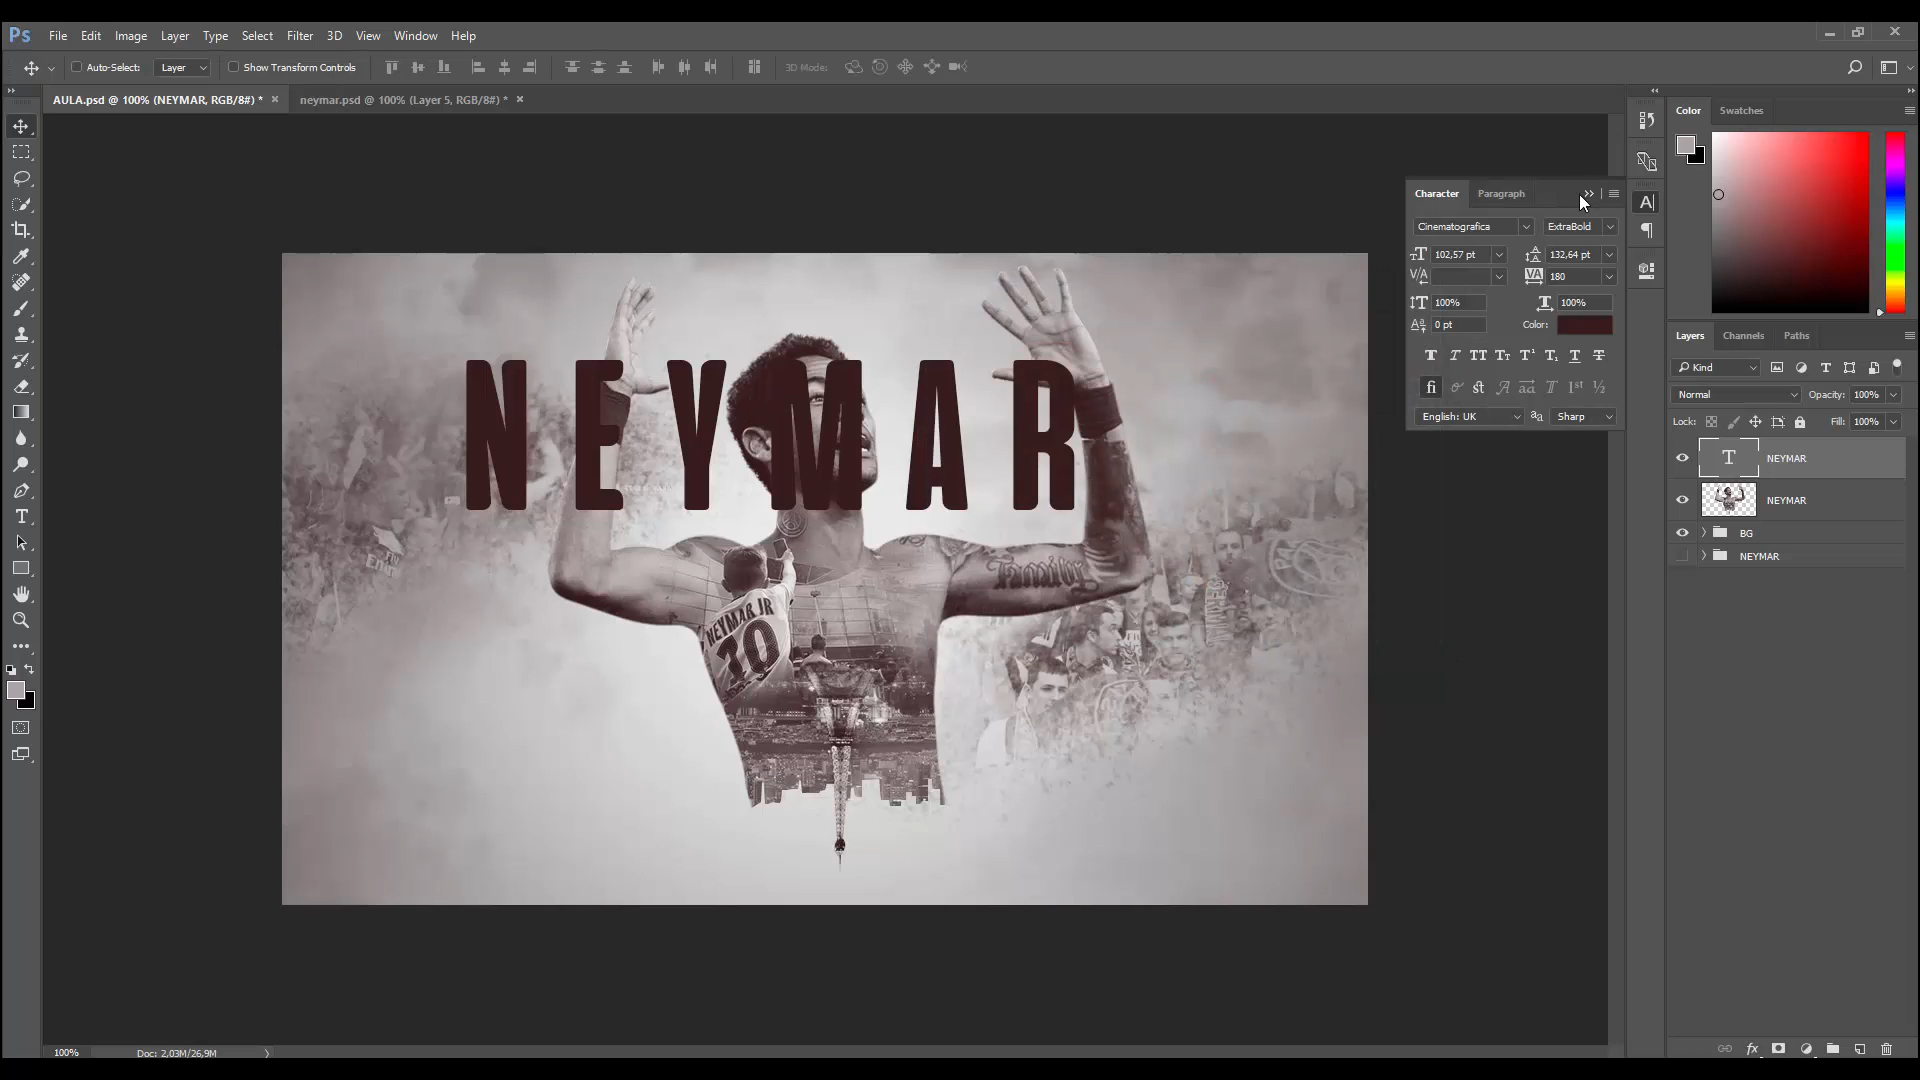 Ps File Edit Image Layer Type Select Filter 3D View Window Help
Auto-Select: Layer Show Transform Controls 3D Mode:
AULA.psd @ 100% (NEYMAR, RGB/8#) * × neymar.psd @ 100% (Layer 5, RGB/8#) * ×
Color Swatches
Character Paragraph
Cinematografica ExtraBold
102,57 pt 132,64 pt
180
100% 100%
0 pt Color:
English: UK Sharp
Layers Channels Paths
Kind
Normal Opacity: 100%
Lock: Fill: 100%
NEYMAR
NEYMAR
BG
NEYMAR
NEYMAR
Family
NEYMAR JR
10
100% Doc: 2,03M/26,9M